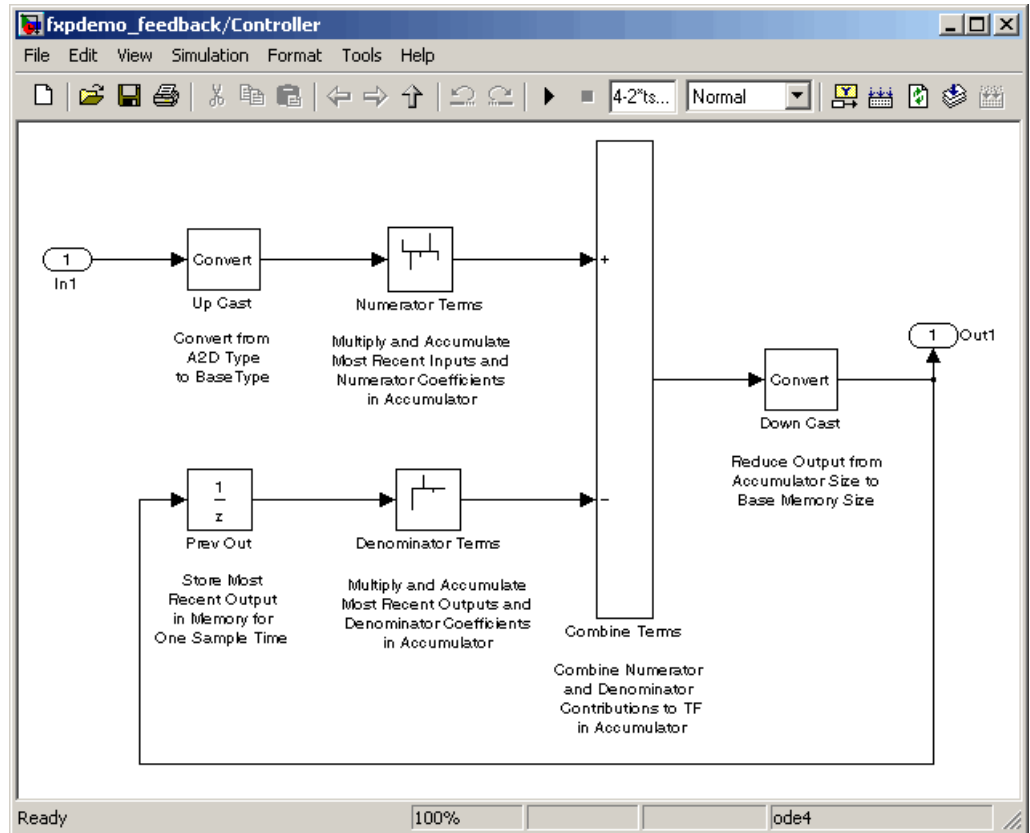 fxpdemo_feedback/Controller
File Edit View Simulation Format Tools Help
4-2*ts... Normal
1
In1
Convert
Up Cast
Convert from
A2D Type
to BaseType
Numerator Terms
Multiply and Accumulate
Most Recent Inputs and
Numerator Coefficients
in Accumulator
+
1
Out1
Convert
Down Cast
Reduce Output from
Accumulator Size to
Base Memory Size
1
z
Prev Out
Store Most
Recent Output
in Memory for
One Sample Time
Denominator Terms
Multiply and Accumulate
Most Recent Outputs and
Denominator Coefficients
in Accumulator
−
Combine Terms
Combine Numerator
and Denominator
Contributions to TF
in Accumulator
Ready 100% ode4